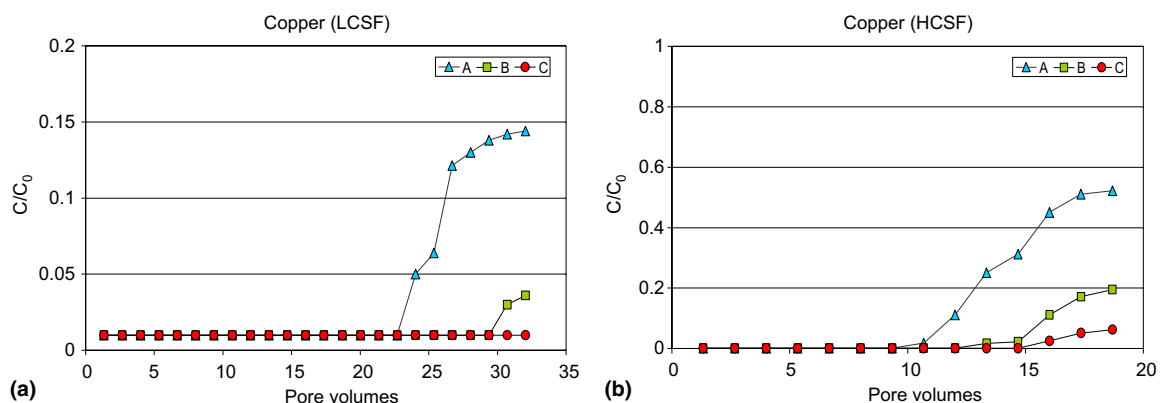 Copper (LCSF)
0.2
0.15
0.1
0.05
0
C/C0
A B C
0 5 10 15 20 25 30 35
Pore volumes
(a)
Copper (HCSF)
1
0.8
0.6
0.4
0.2
0
C/C0
A B C
0 5 10 15 20
Pore volumes
(b)